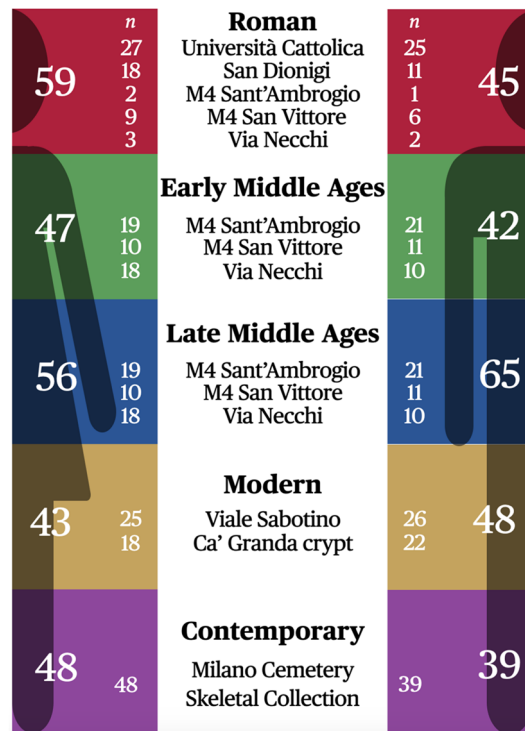 n Roman n
27 Università Cattolica 25
59 18 San Dionigi 11 45
2 M4 Sant'Ambrogio 1
9 M4 San Vittore 6
3 Via Necchi 2
Early Middle Ages
47 19 M4 Sant'Ambrogio 21 42
10 M4 San Vittore 11
18 Via Necchi 10
Late Middle Ages
56 19 M4 Sant'Ambrogio 21 65
10 M4 San Vittore 11
18 Via Necchi 10
Modern
43 25 Viale Sabotino 26 48
18 Ca' Granda crypt 22
Contemporary
48 48 Milano Cemetery 39 39
Skeletal Collection